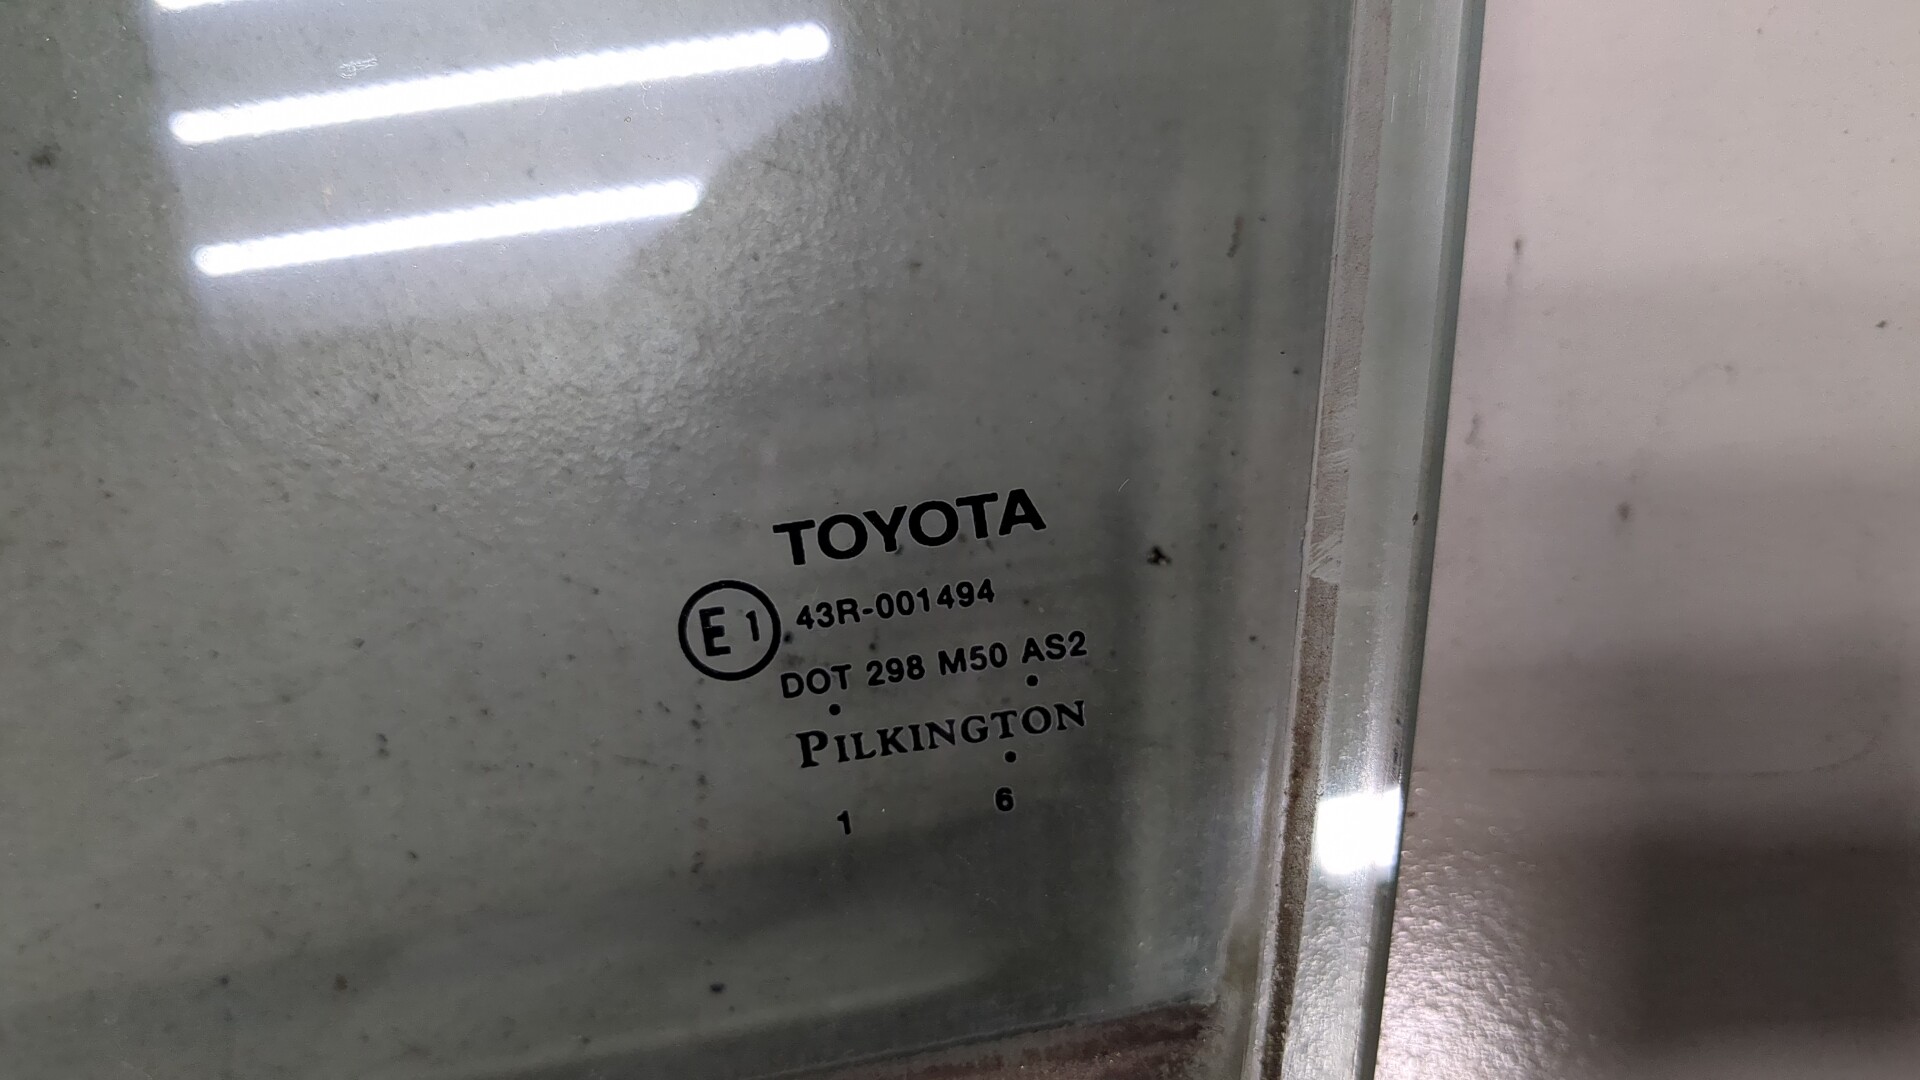 TOYOTA
E1 43R-001494
DOT 298 M50 AS2
PILKINGTON
1 6